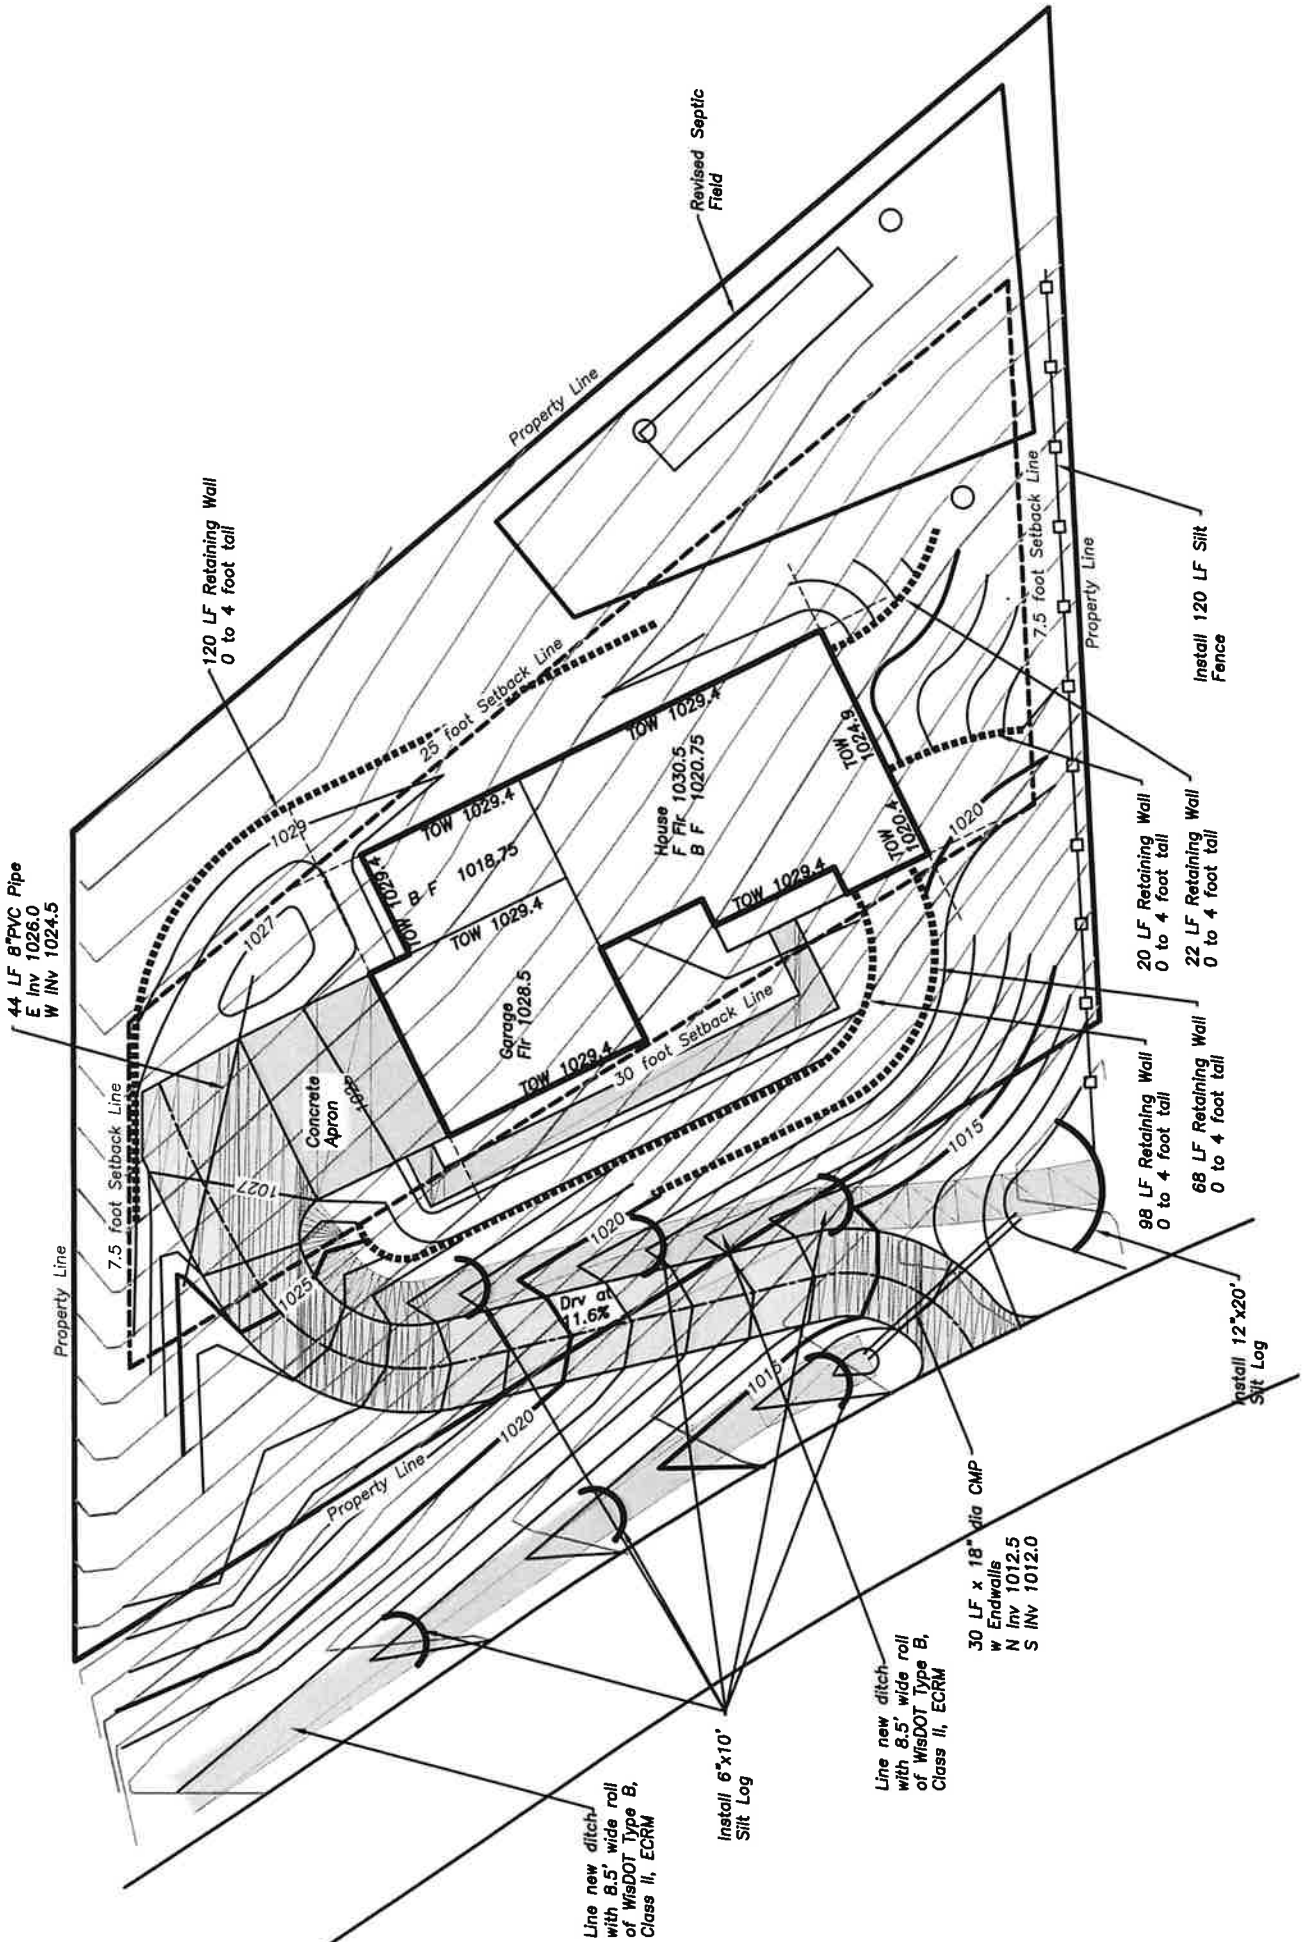 44 LF 8"PVC Pipe
E Inv 1026.0
W INv 1024.5
120 LF Retaining Wall
0 to 4 foot tall
Revised Septic
Field
Property Line
Property Line
7.5 foot Setback Line
25 foot Setback Line
1029
1027
TOW 1029.4
TOW 1029.4
B F 1018.75
TOW 1029.4
TOW 1029.4
House
F Flr 1030.5
B F 1020.75
TOW
1024.9
TOW
1020.4
TOW 1029.4
Garage
Flr 1028.5
TOW 1029.4
30 foot Setback Line
Concrete
Apron
1027
1025
1020
Drv at
11.6%
1020
Property Line
1015
1015
1020
7.5 foot Setback Line
Property Line
Install 120 LF Silt
Fence
20 LF Retaining Wall
0 to 4 foot tall
22 LF Retaining Wall
0 to 4 foot tall
98 LF Retaining Wall
0 to 4 foot tall
68 LF Retaining Wall
0 to 4 foot tall
Install 12"x20'
Silt Log
30 LF x 18" dia CMP
w Endwalls
N Inv 1012.5
S INv 1012.0
Line new ditch
with 8.5' wide roll
of WisDOT Type B,
Class II, ECRM
Install 6"x10'
Silt Log
Line new ditch
with 8.5' wide roll
of WisDOT Type B,
Class II, ECRM